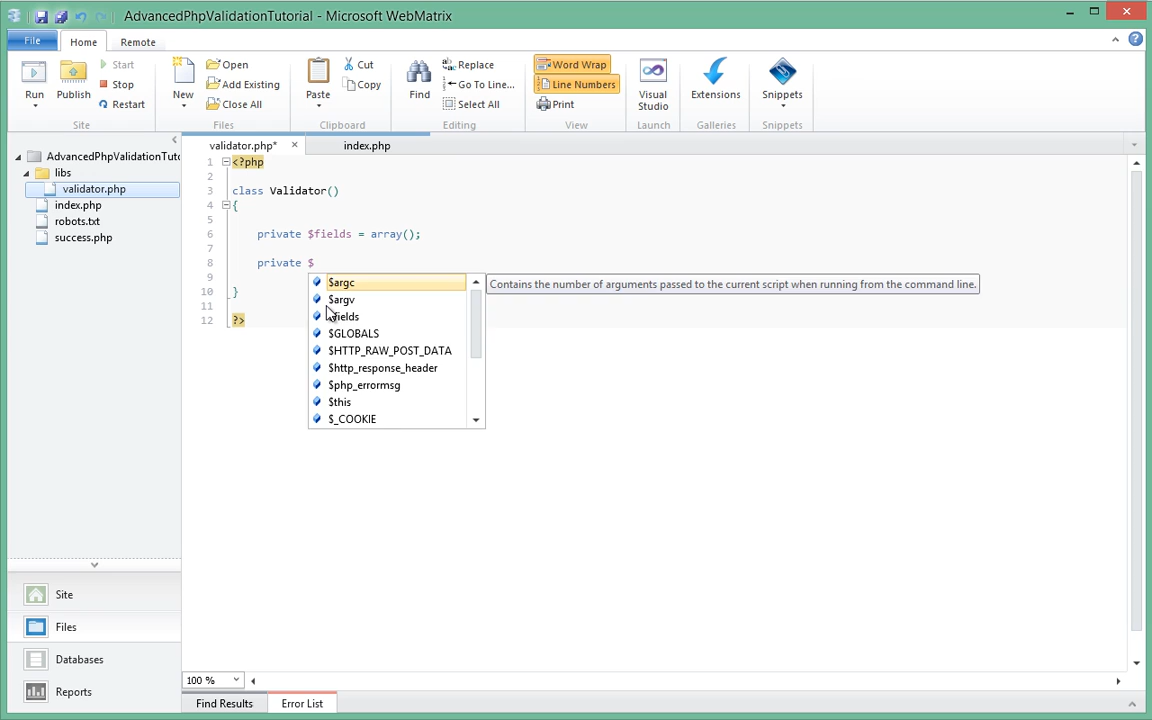 AdvancedPhpValidationTutorial - Microsoft WebMatrix
File Home Remote
Run Publish Start Stop Restart
Site
New Open Add Existing Close All
Files
Paste Cut Copy
Clipboard
Find Replace Go To Line... Select All
Editing
Word Wrap Line Numbers Print
View
Visual Studio
Launch
Extensions
Galleries
Snippets
Snippets
AdvancedPhpValidationTuto
libs
validator.php
index.php
robots.txt
success.php
validator.php* index.php
1 <?php
2
3 class Validator()
4 {
5
6 private $fields = array();
7
8 private $
9
10 }
11
12 ?>
$argc
$argv
fields
$GLOBALS
$HTTP_RAW_POST_DATA
$http_response_header
$php_errormsg
$this
$_COOKIE
Contains the number of arguments passed to the current script when running from the command line.
Site
Files
Databases
Reports
100 %
Find Results Error List